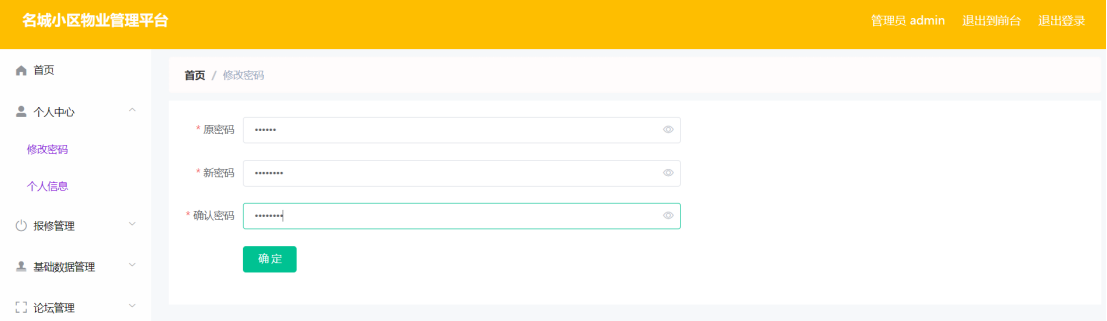 名城小区物业管理平台
管理员 admin 退出到前台 退出登录
首页
个人中心
修改密码
个人信息
报修管理
基础数据管理
论坛管理
首页 / 修改密码
* 原密码 ••••••
* 新密码 ••••••••
* 确认密码 ••••••••
确 定